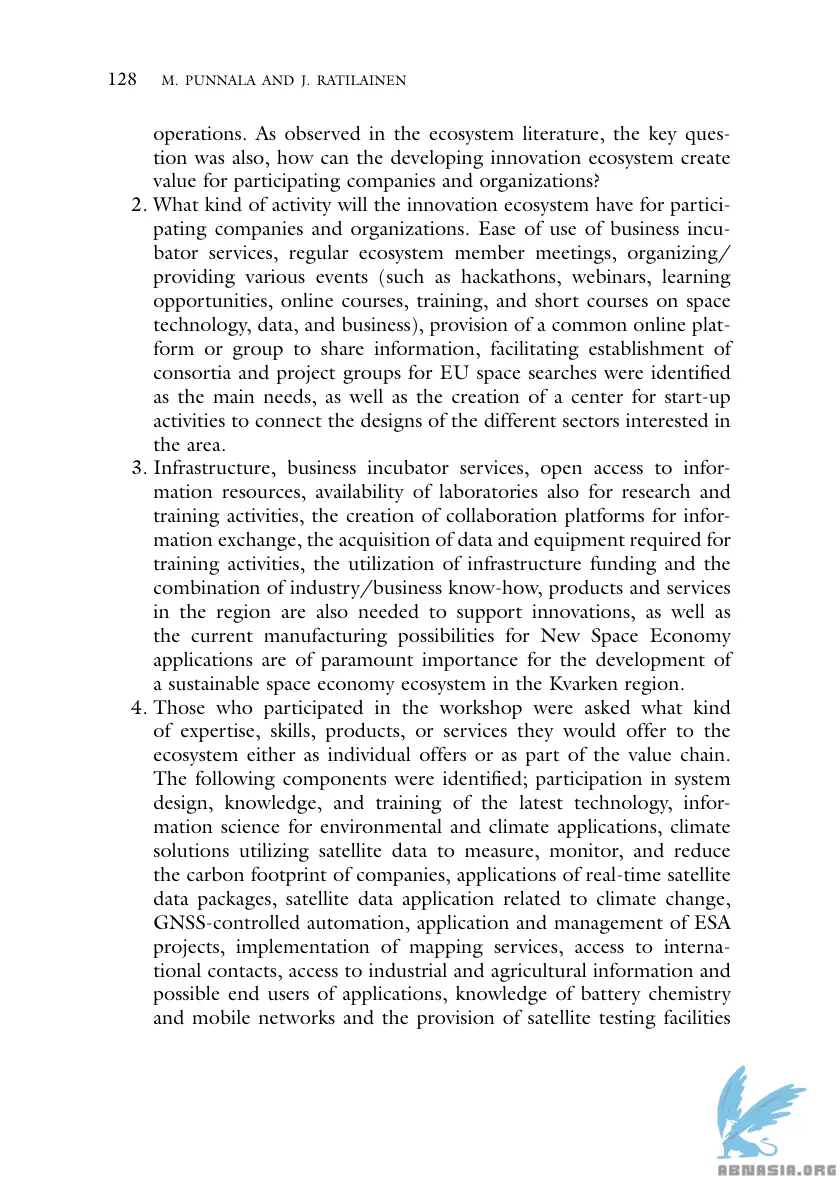 128 M. PUNNALA AND J. RATILAINEN
operations. As observed in the ecosystem literature, the key ques-
tion was also, how can the developing innovation ecosystem create
value for participating companies and organizations?
2. What kind of activity will the innovation ecosystem have for partici-
pating companies and organizations. Ease of use of business incu-
bator services, regular ecosystem member meetings, organizing/
providing various events (such as hackathons, webinars, learning
opportunities, online courses, training, and short courses on space
technology, data, and business), provision of a common online plat-
form or group to share information, facilitating establishment of
consortia and project groups for EU space searches were identified
as the main needs, as well as the creation of a center for start-up
activities to connect the designs of the different sectors interested in
the area.
3. Infrastructure, business incubator services, open access to infor-
mation resources, availability of laboratories also for research and
training activities, the creation of collaboration platforms for infor-
mation exchange, the acquisition of data and equipment required for
training activities, the utilization of infrastructure funding and the
combination of industry/business know-how, products and services
in the region are also needed to support innovations, as well as
the current manufacturing possibilities for New Space Economy
applications are of paramount importance for the development of
a sustainable space economy ecosystem in the Kvarken region.
4. Those who participated in the workshop were asked what kind
of expertise, skills, products, or services they would offer to the
ecosystem either as individual offers or as part of the value chain.
The following components were identified; participation in system
design, knowledge, and training of the latest technology, infor-
mation science for environmental and climate applications, climate
solutions utilizing satellite data to measure, monitor, and reduce
the carbon footprint of companies, applications of real-time satellite
data packages, satellite data application related to climate change,
GNSS-controlled automation, application and management of ESA
projects, implementation of mapping services, access to interna-
tional contacts, access to industrial and agricultural information and
possible end users of applications, knowledge of battery chemistry
and mobile networks and the provision of satellite testing facilities
ABNASIA.ORG